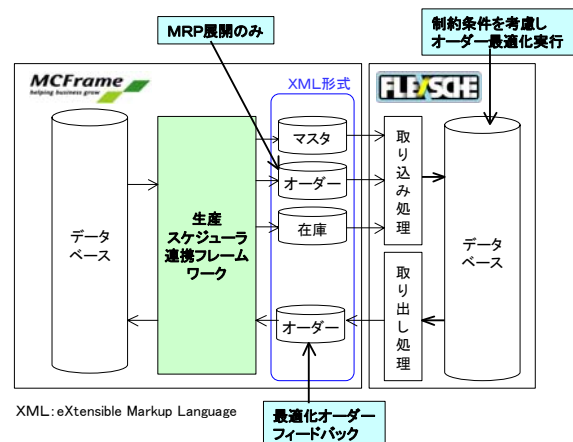 MRP展開のみ
制約条件を考慮し
オーダー最適化実行
MCFrame
helping business grow
XML形式
FLEXSCHE
マスタ
オーダー
在庫
オーダー
データ
ベース
生産
スケジューラ
連携フレーム
ワーク
取り込み処理
取り出し処理
データ
ベース
XML:eXtensible Markup Language
最適化オーダー
フィードバック